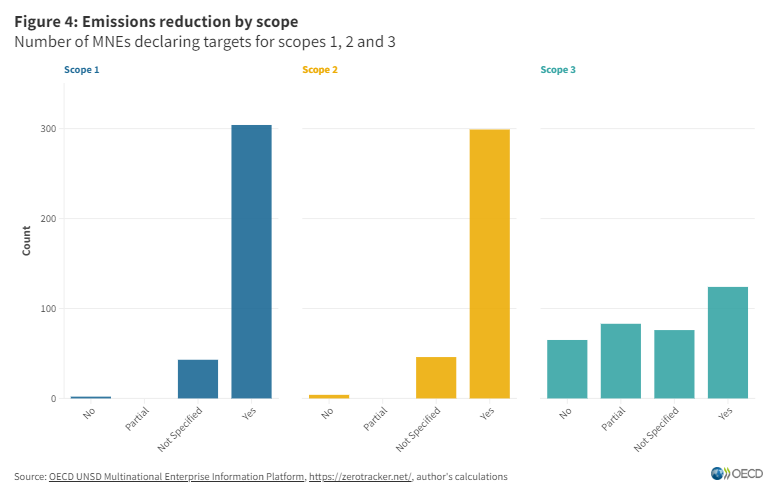 Figure 4: Emissions reduction by scope
Number of MNEs declaring targets for scopes 1, 2 and 3
Scope 1
Scope 2
Scope 3
Count
300
200
100
0
No
Partial
Not Specified
Yes
No
Partial
Not Specified
Yes
No
Partial
Not Specified
Yes
Source: OECD UNSD Multinational Enterprise Information Platform, https://zerotracker.net/, author's calculations
OECD